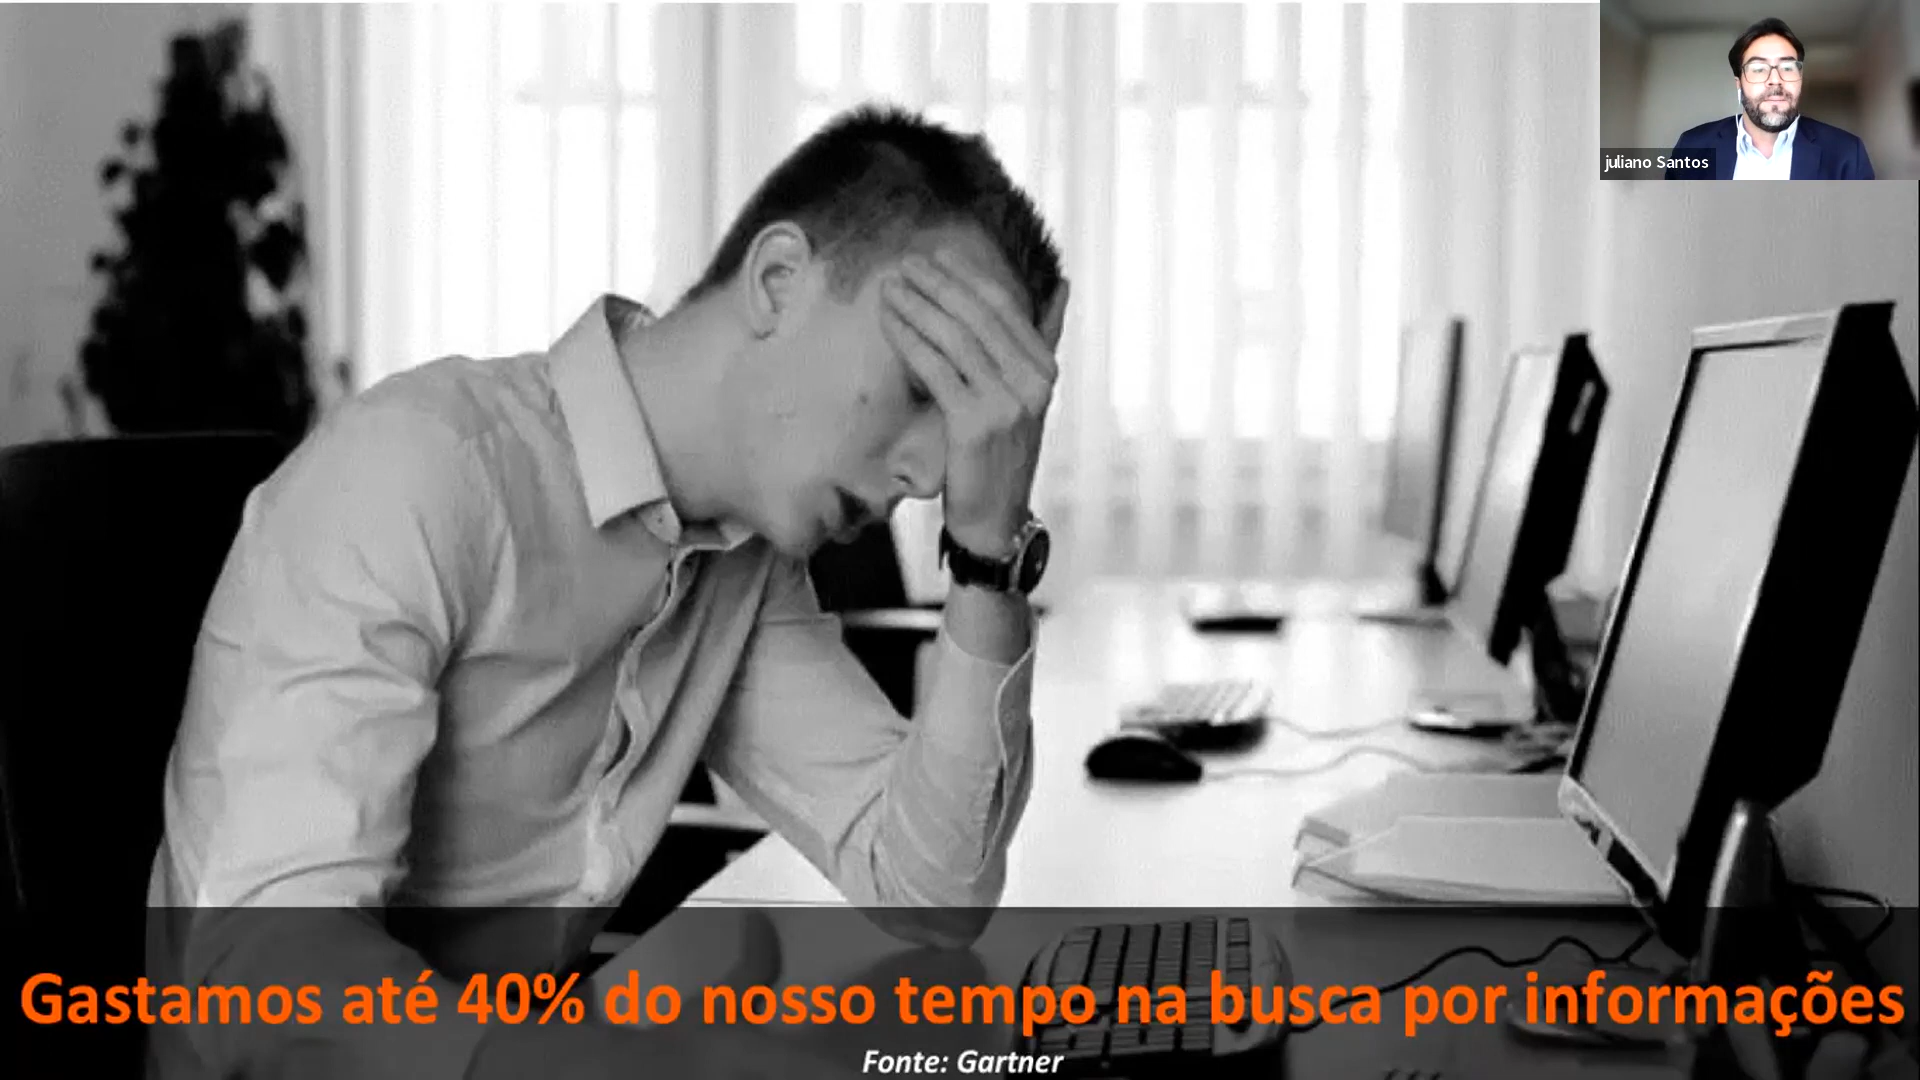 juliano Santos
Gastamos até 40% do nosso tempo na busca por informações
Fonte: Gartner